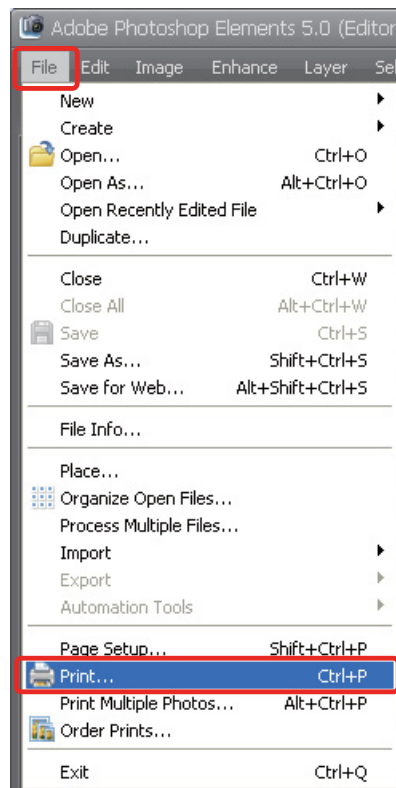 Adobe Photoshop Elements 5.0 (Editor
File Edit Image Enhance Layer Sel
New
Create
Open... Ctrl+O
Open As... Alt+Ctrl+O
Open Recently Edited File
Duplicate...
Close Ctrl+W
Close All Alt+Ctrl+W
Save Ctrl+S
Save As... Shift+Ctrl+S
Save for Web... Alt+Shift+Ctrl+S
File Info...
Place...
Organize Open Files...
Process Multiple Files...
Import
Export
Automation Tools
Page Setup... Shift+Ctrl+P
Print... Ctrl+P
Print Multiple Photos... Alt+Ctrl+P
Order Prints...
Exit Ctrl+Q